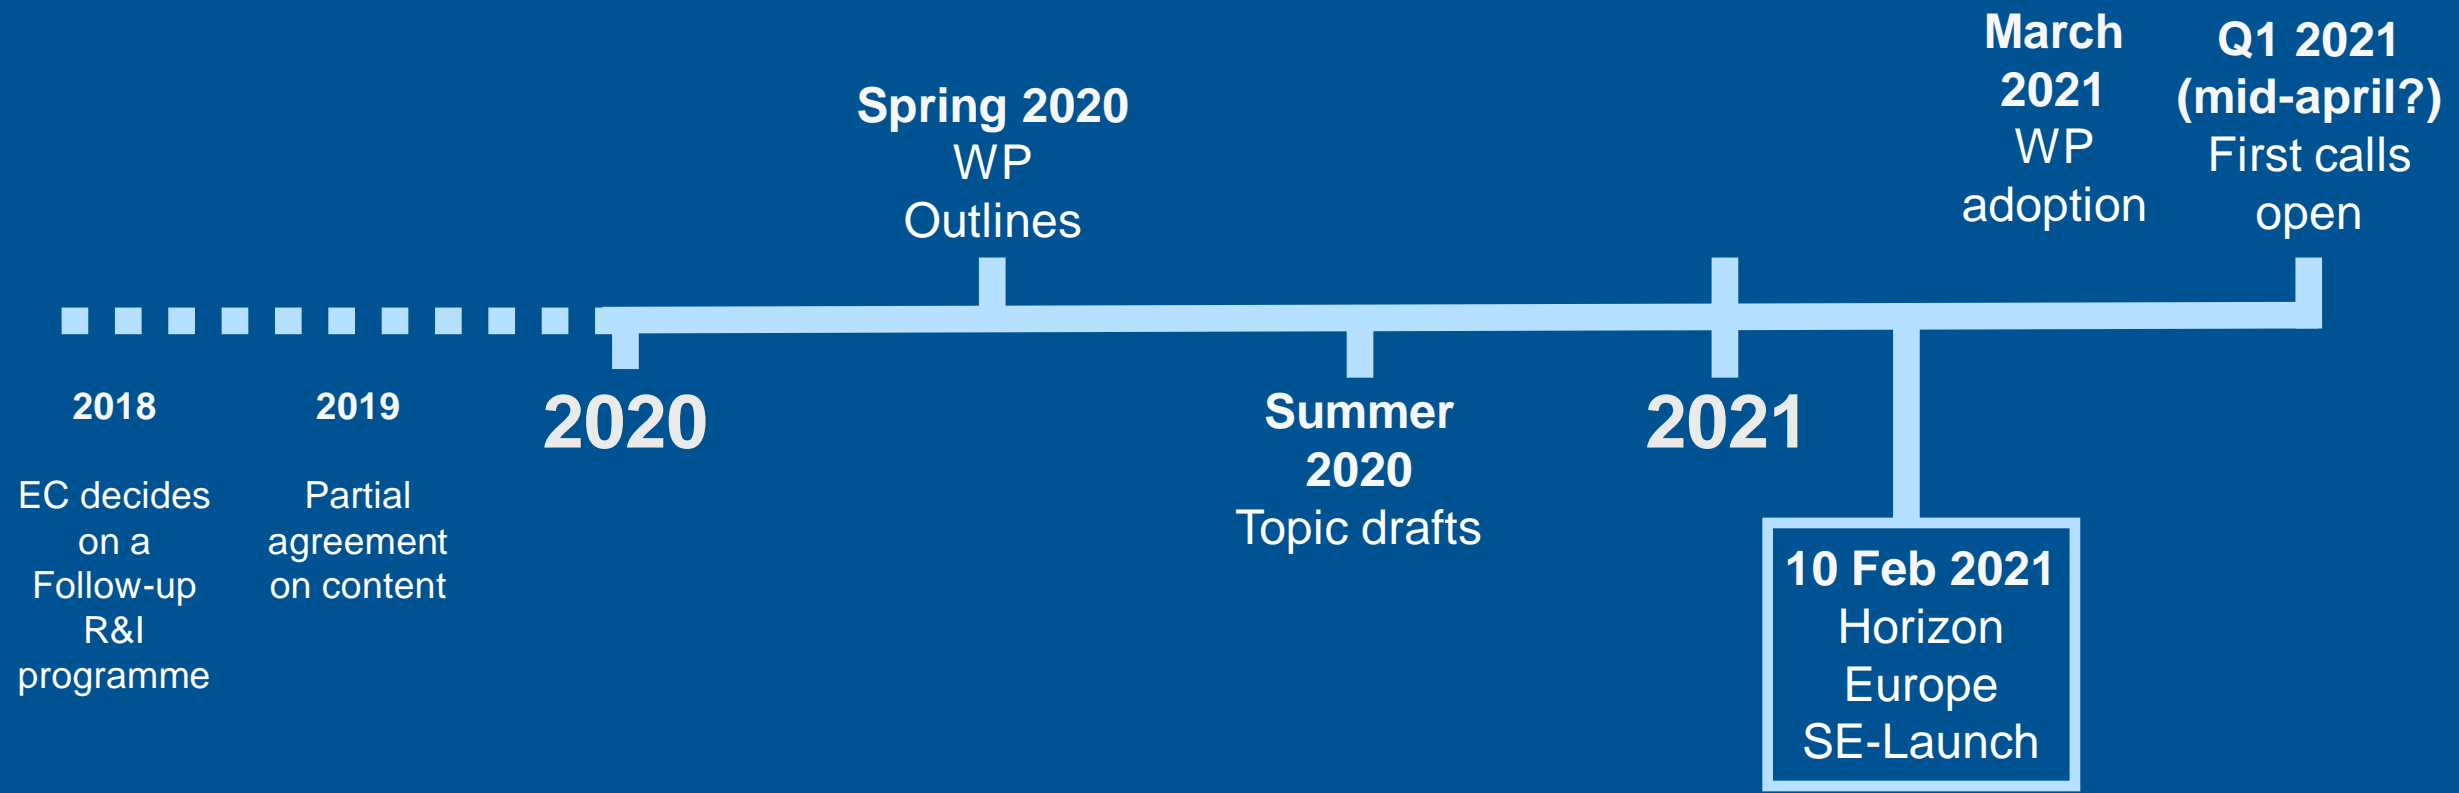 2018
EC decides
on a
Follow-up
R&I
programme
2019
Partial
agreement
on content
2020
Spring 2020
WP
Outlines
Summer
2020
Topic drafts
2021
10 Feb 2021
Horizon
Europe
SE-Launch
March
2021
WP
adoption
Q1 2021
(mid-april?)
First calls
open